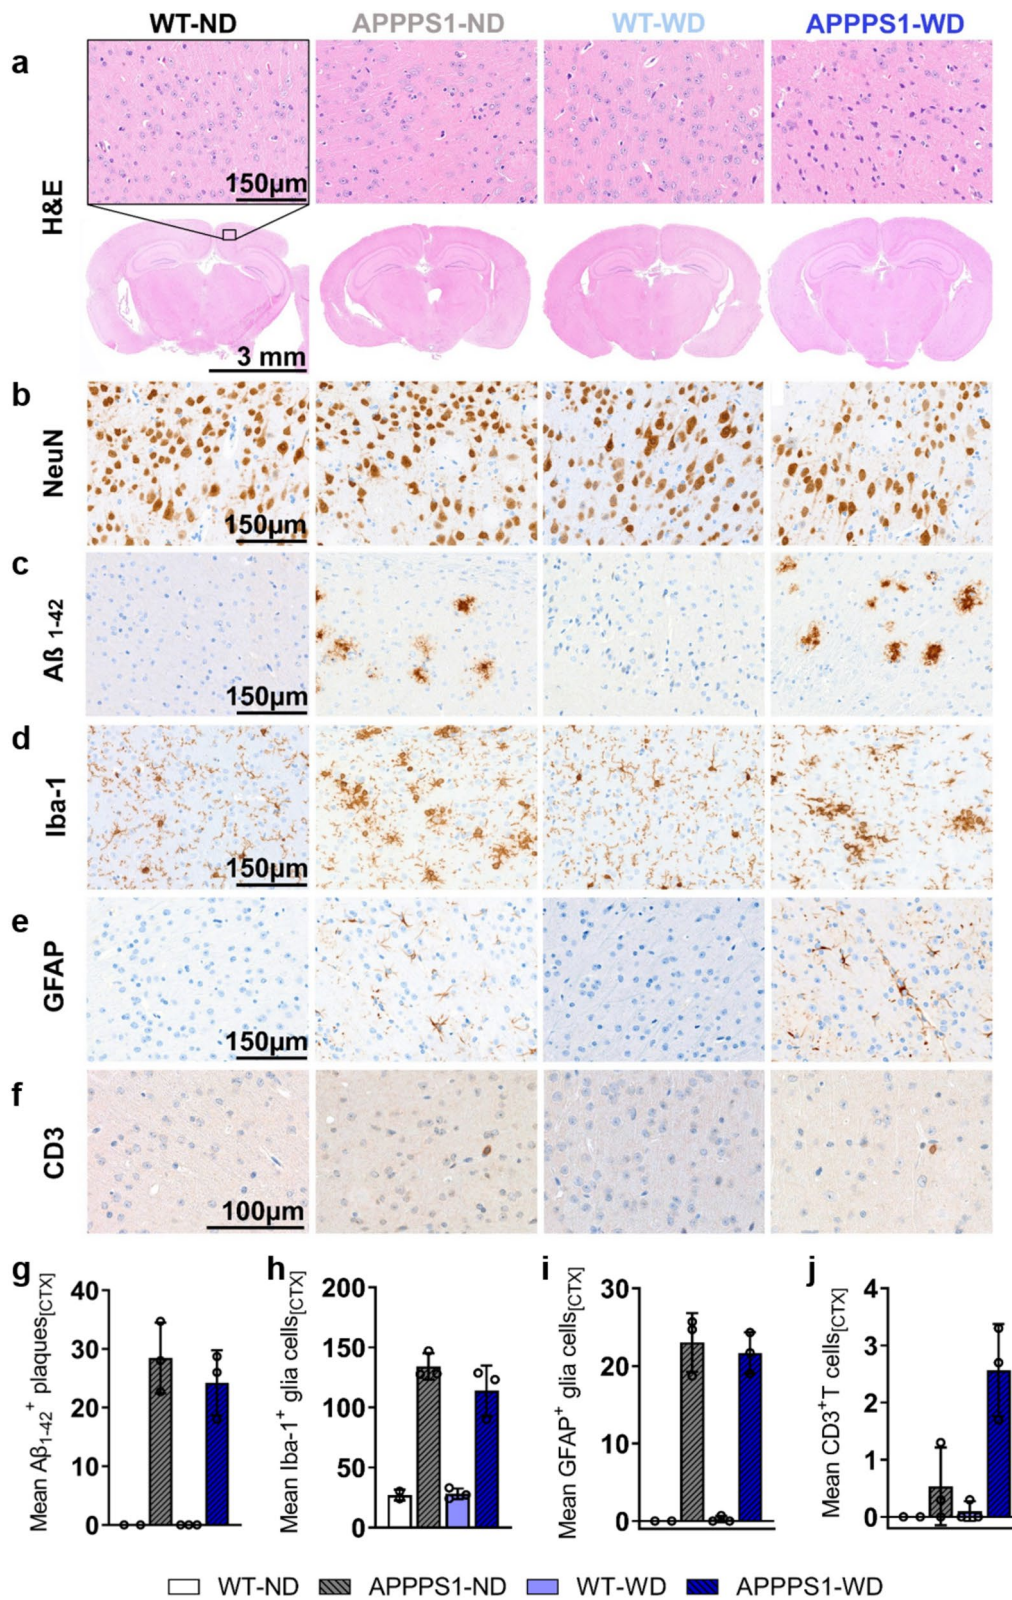 WT-ND APPPS1-ND WT-WD APPPS1-WD
a
H&E
150µm
3 mm
b
NeuN
150µm
c
Aß 1-42
150µm
d
Iba-1
150µm
e
GFAP
150µm
f
CD3
100µm
g
Mean Aβ1-42+ plaques[CTX]
40
30
20
10
0
h
Mean Iba-1+ glia cells[CTX]
200
150
100
50
0
i
Mean GFAP+ glia cells[CTX]
30
20
10
0
j
Mean CD3+T cells[CTX]
4
3
2
1
0
WT-ND APPPS1-ND WT-WD APPPS1-WD